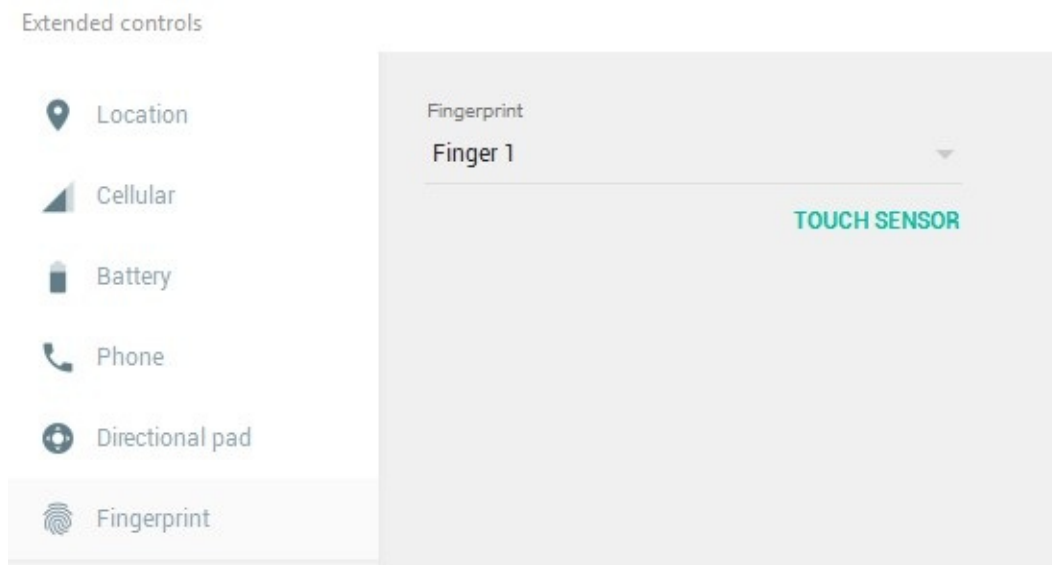 Extended controls
Location
Cellular
Battery
Phone
Directional pad
Fingerprint
Fingerprint
Finger 1
TOUCH SENSOR